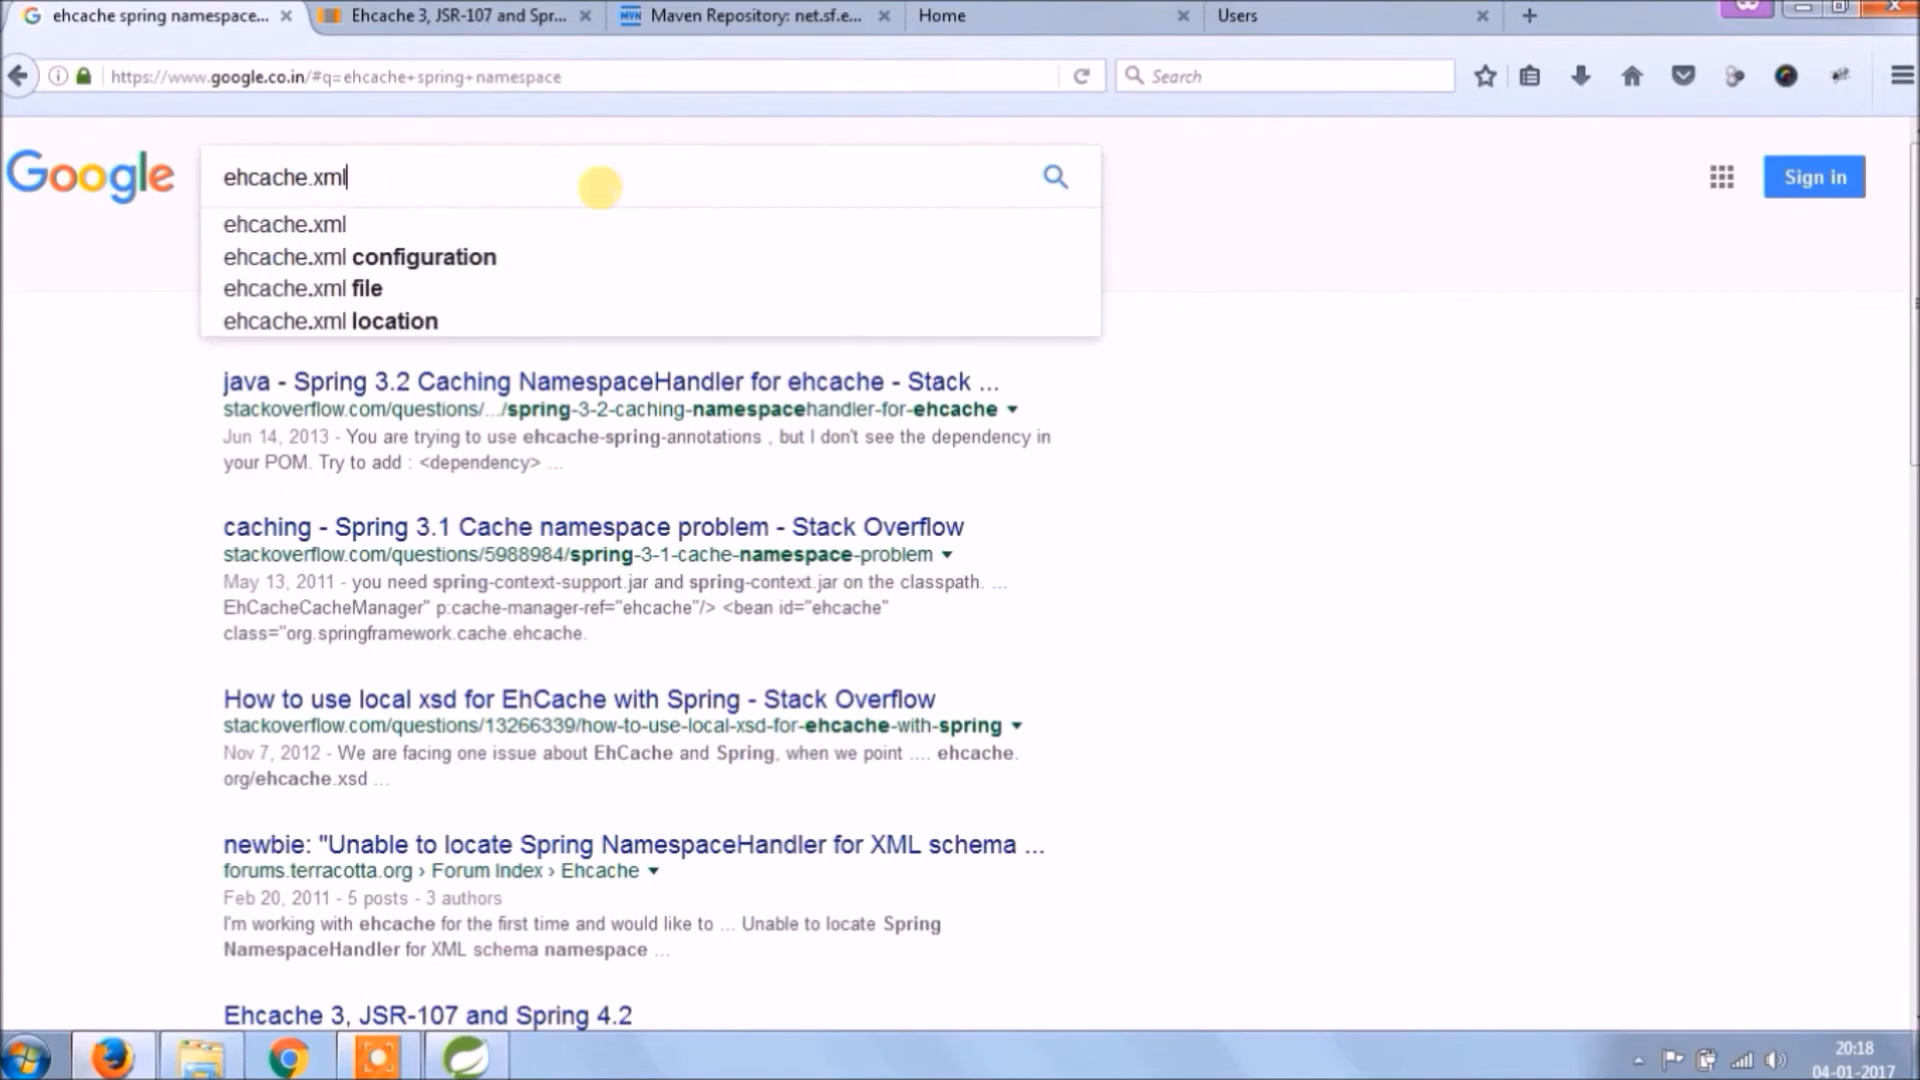 ehcache spring namespace...
Ehcache 3, JSR-107 and Spr...
MVN
Maven Repository: net.sf.e...
Home
Users
https://www.google.co.in/#q=ehcache+spring+namespace
Search
Google
ehcache.xml
Sign in
ehcache.xml
ehcache.xml configuration
ehcache.xml file
ehcache.xml location
java - Spring 3.2 Caching NamespaceHandler for ehcache - Stack ...
stackoverflow.com/questions/.../spring-3-2-caching-namespacehandler-for-ehcache
Jun 14, 2013 - You are trying to use ehcache-spring-annotations , but I don't see the dependency in
your POM. Try to add : <dependency> ...
caching - Spring 3.1 Cache namespace problem - Stack Overflow
stackoverflow.com/questions/5988984/spring-3-1-cache-namespace-problem
May 13, 2011 - you need spring-context-support.jar and spring-context.jar on the classpath. ...
EhCacheCacheManager" p:cache-manager-ref="ehcache"/> <bean id="ehcache"
class="org.springframework.cache.ehcache.
How to use local xsd for EhCache with Spring - Stack Overflow
stackoverflow.com/questions/13266339/how-to-use-local-xsd-for-ehcache-with-spring
Nov 7, 2012 - We are facing one issue about EhCache and Spring, when we point .... ehcache.
org/ehcache.xsd ...
newbie: "Unable to locate Spring NamespaceHandler for XML schema ...
forums.terracotta.org › Forum Index › Ehcache
Feb 20, 2011 - 5 posts - 3 authors
I'm working with ehcache for the first time and would like to ... Unable to locate Spring
NamespaceHandler for XML schema namespace ...
Ehcache 3, JSR-107 and Spring 4.2
20:18
04-01-2017